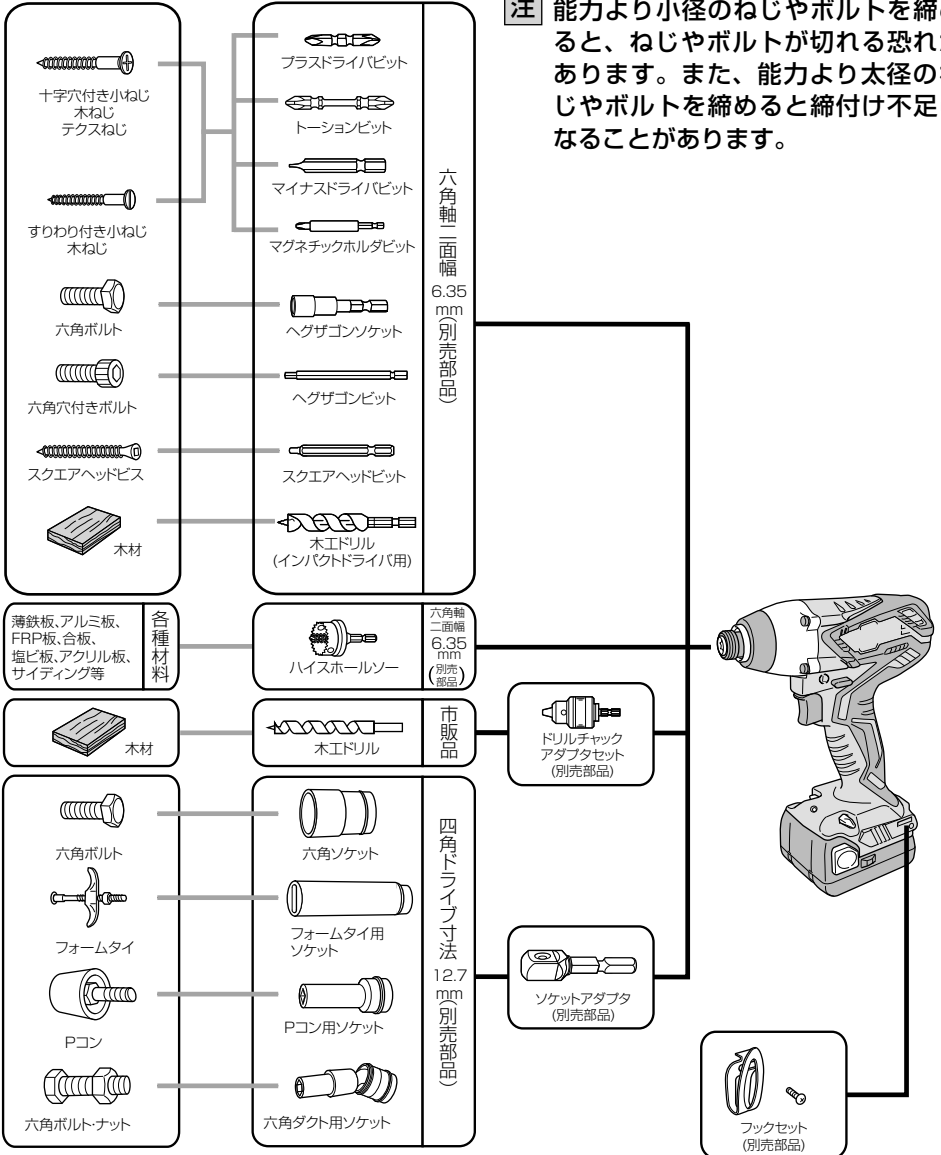 注 能力より小径のねじやボルトを締
ると、ねじやボルトが切れる恐れ
あります。また、能力より太径の
じやボルトを締めると締付け不足
なることがあります。
十字穴付き小ねじ
木ねじ
テクスねじ
すりわり付き小ねじ
木ねじ
六角ボルト
六角穴付きボルト
スクエアヘッドビス
木材
プラスドライバビット
トーションビット
マイナスドライバビット
マグネチックホルダビット
ヘグザゴンソケット
ヘグザゴンビット
スクエアヘッドビット
木工ドリル
(インパクトドライバ用)
六角軸二面幅6.35mm(別売部品)
薄鉄板、アルミ板、
FRP板、合板、
塩ビ板、アクリル板、
サイディング等
各種材料
ハイスホールソー
六角軸
二面幅
6.35
mm
(別売部品)
木材
木工ドリル
市販品
ドリルチャック
アダプタセット
(別売部品)
六角ボルト
フォームタイ
Pコン
六角ボルト・ナット
六角ソケット
フォームタイ用
ソケット
Pコン用ソケット
六角ダクト用ソケット
四角ドライブ寸法12.7mm(別売部品)
ソケットアダプタ
(別売部品)
フックセット
(別売部品)